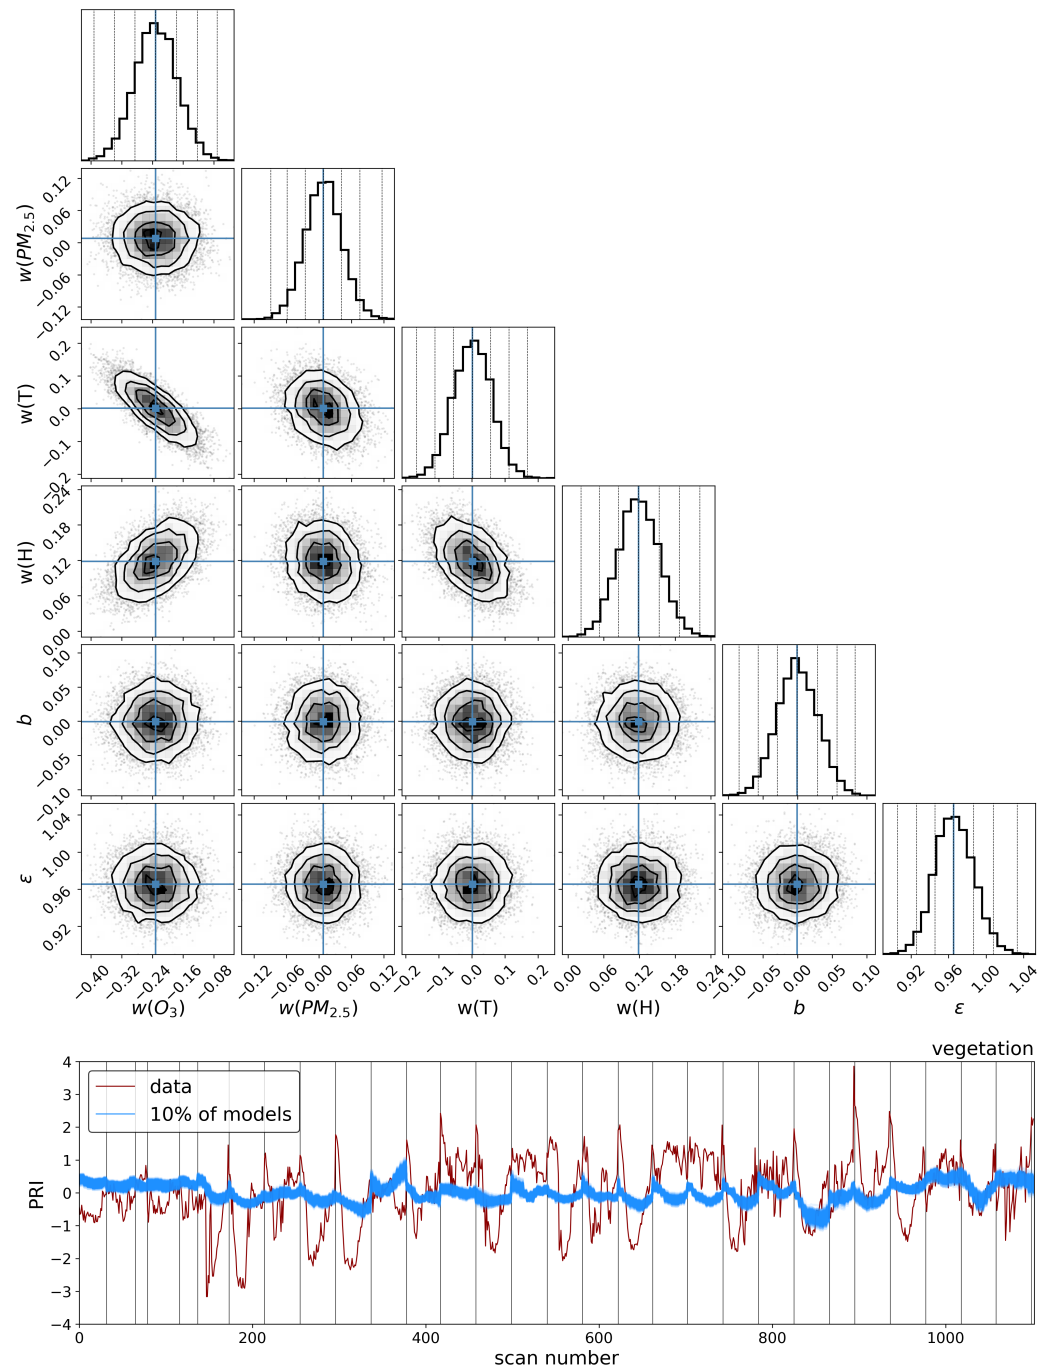 0.12
0.06
0.00
−0.06
−0.12
w(PM2.5)
0.2
0.1
0.0
−0.1
−0.2
w(T)
0.24
0.18
0.12
0.06
0.00
w(H)
0.10
0.05
0.00
−0.05
−0.10
b
1.04
1.00
0.96
0.92
ε
−0.40 −0.32 −0.24 −0.16 −0.08 −0.12 −0.06 0.00 0.06 0.12 −0.2 −0.1 0.0 0.1 0.2 0.00 0.06 0.12 0.18 0.24 −0.10 −0.05 0.00 0.05 0.10 0.92 0.96 1.00 1.04
w(O3) w(PM2.5) w(T) w(H) b ε
vegetation
data
10% of models
4
3
2
1
0
−1
−2
−3
−4
PRI
0 200 400 600 800 1000
scan number